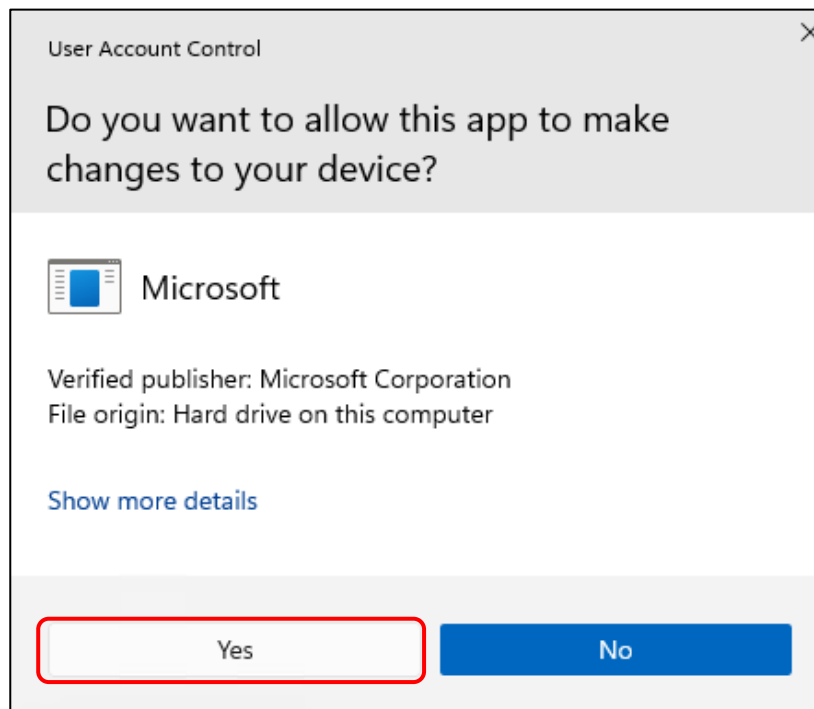 User Account Control
Do you want to allow this app to make
changes to your device?
Microsoft
Verified publisher: Microsoft Corporation
File origin: Hard drive on this computer
Show more details
Yes
No